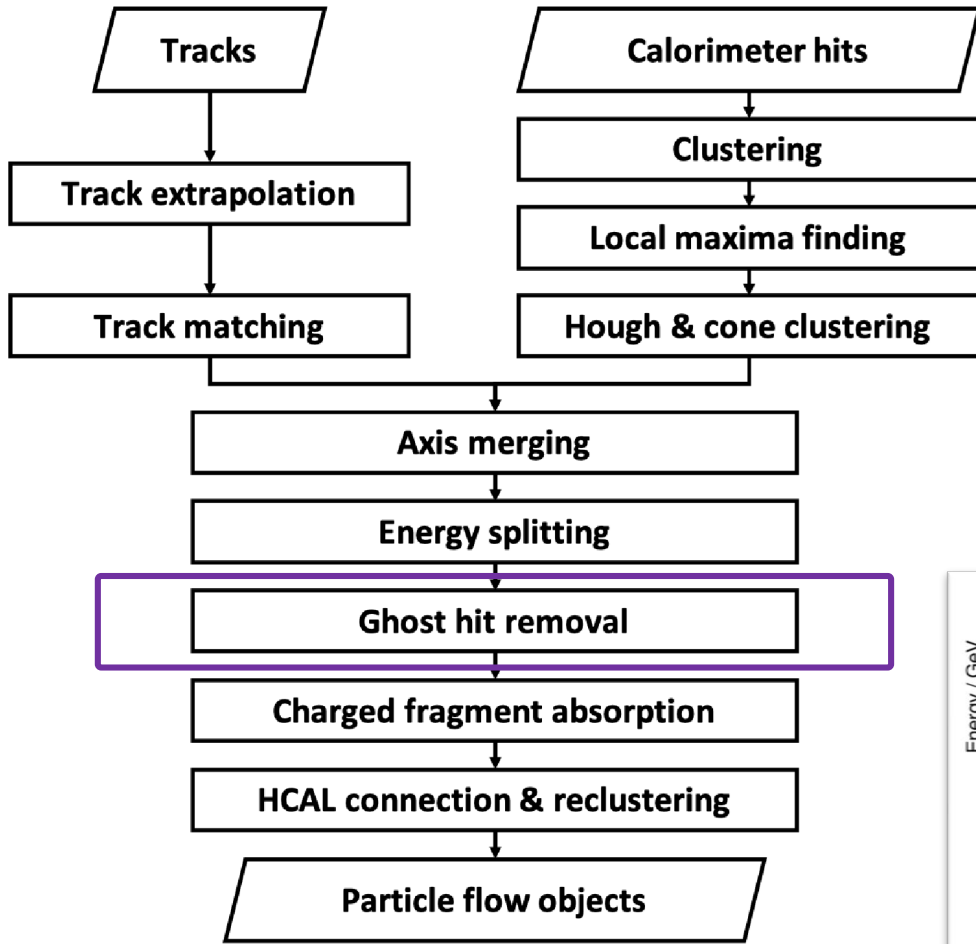 Tracks
Calorimeter hits
Clustering
Track extrapolation
Local maxima finding
Track matching
Hough & cone clustering
Axis merging
Energy splitting
Ghost hit removal
Charged fragment absorption
HCAL connection & reclustering
Particle flow objects
Energy / GeV